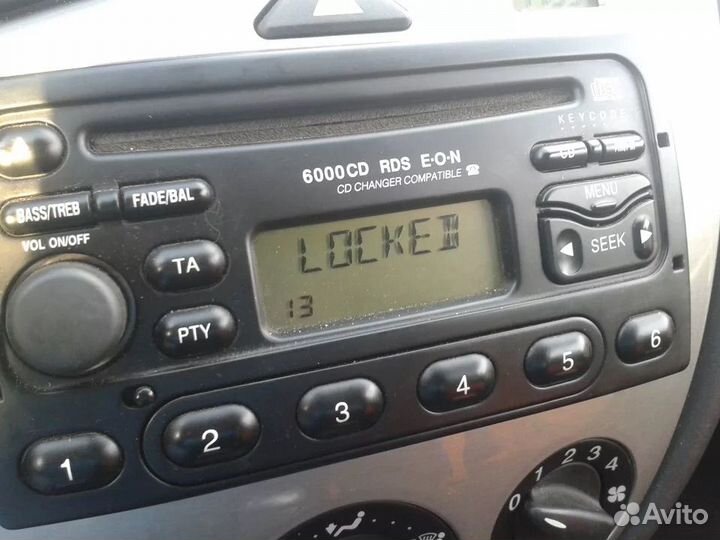 KEYCODE
6000CD RDS E·O·N
CD CHANGER COMPATIBLE ☎
CD
BASS/TREB
FADE/BAL
VOL ON/OFF
MENU
SEEK
TA
PTY
LOCKED
13
1
2
3
4
5
6
0 1 2 3 4
Avito